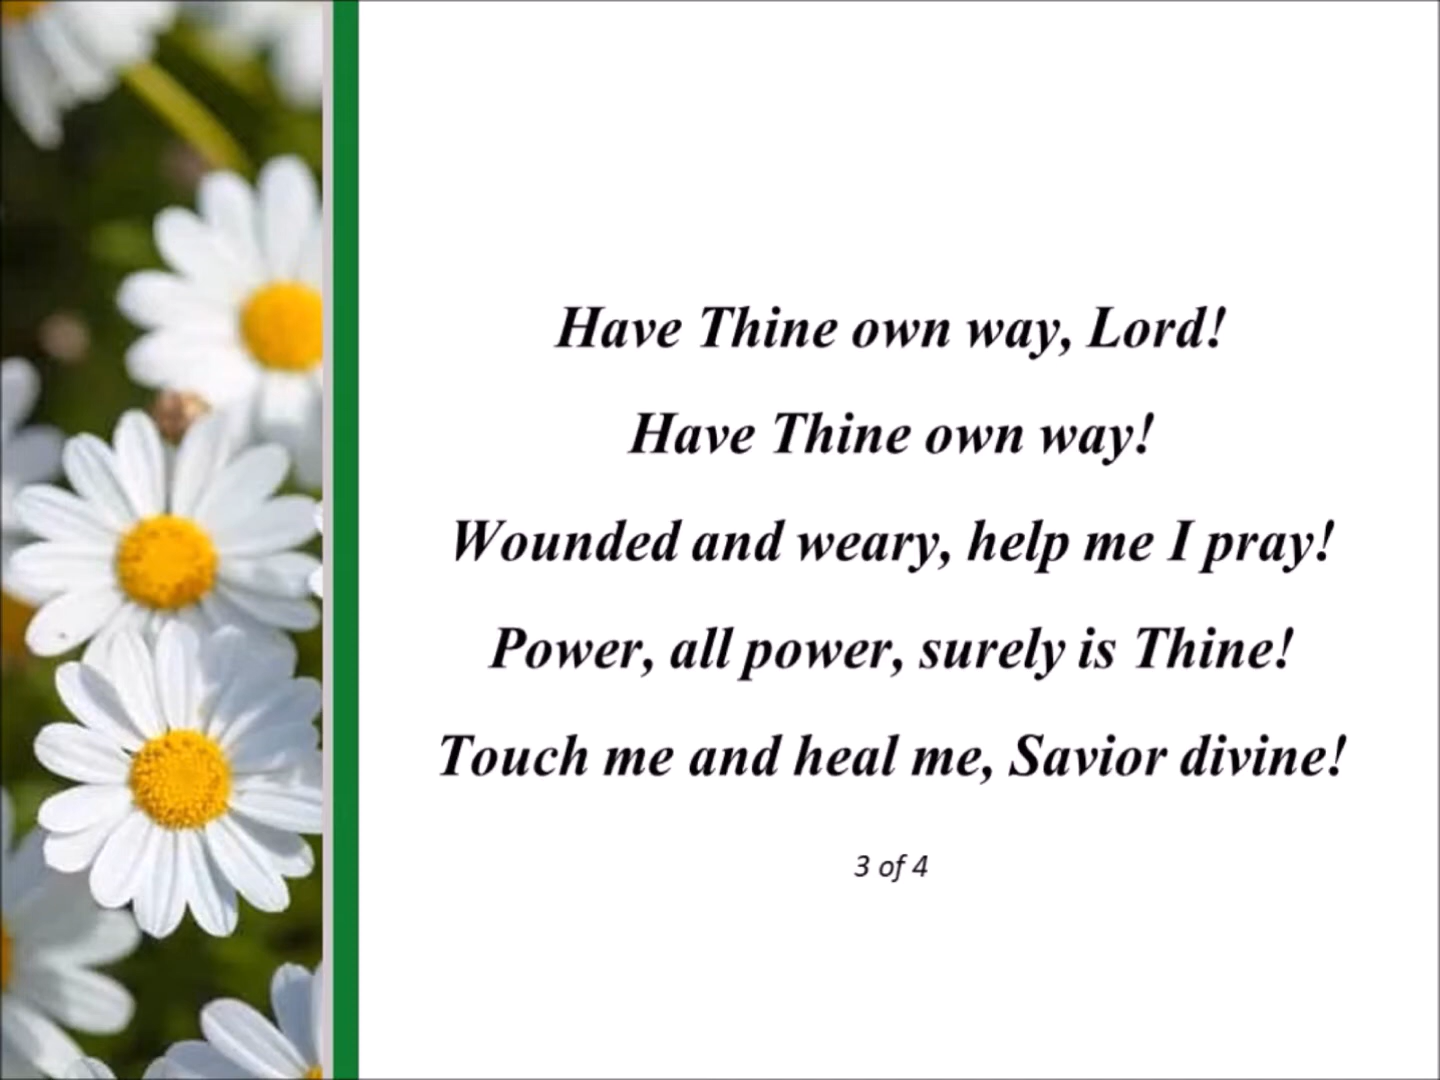 Have Thine own way, Lord!
Have Thine own way!
Wounded and weary, help me I pray!
Power, all power, surely is Thine!
Touch me and heal me, Savior divine!
3 of 4